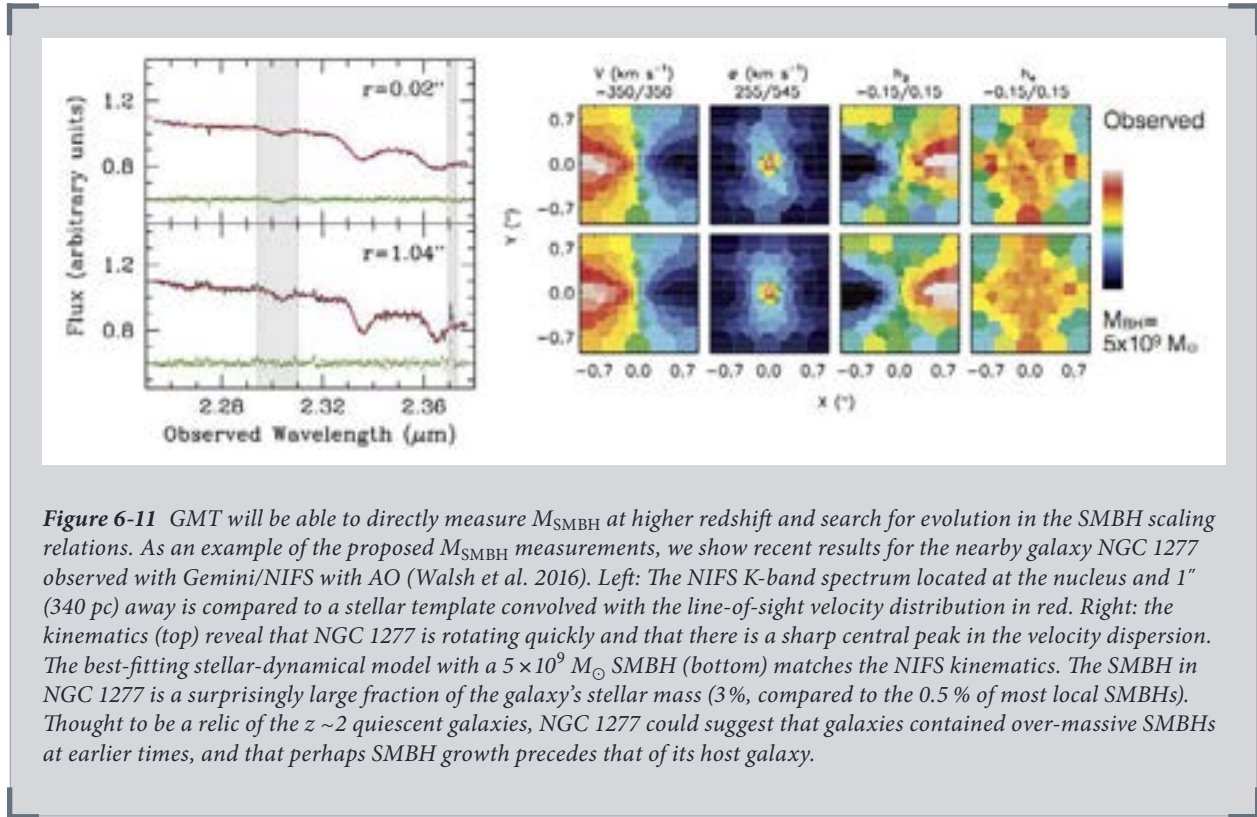 V (km s⁻¹)
-350/350
σ (km s⁻¹)
255/545
h₃
-0.15/0.15
h₄
-0.15/0.15
Flux (arbitrary units)
1.2
0.8
r=0.02"
1.2
0.8
r=1.04"
2.28 2.32 2.36
Observed Wavelength (μm)
Y (")
0.7
0.0
-0.7
0.7
0.0
-0.7
-0.7 0.0 0.7 -0.7 0.0 0.7 -0.7 0.0 0.7 -0.7 0.0 0.7
X (")
Observed
M_BH=
5x10⁹ M☉
Figure 6-11 GMT will be able to directly measure M_SMBH at higher redshift and search for evolution in the SMBH scaling
relations. As an example of the proposed M_SMBH measurements, we show recent results for the nearby galaxy NGC 1277
observed with Gemini/NIFS with AO (Walsh et al. 2016). Left: The NIFS K-band spectrum located at the nucleus and 1″
(340 pc) away is compared to a stellar template convolved with the line-of-sight velocity distribution in red. Right: the
kinematics (top) reveal that NGC 1277 is rotating quickly and that there is a sharp central peak in the velocity dispersion.
The best-fitting stellar-dynamical model with a 5 × 10⁹ M☉ SMBH (bottom) matches the NIFS kinematics. The SMBH in
NGC 1277 is a surprisingly large fraction of the galaxy's stellar mass (3%, compared to the 0.5 % of most local SMBHs).
Thought to be a relic of the z ~2 quiescent galaxies, NGC 1277 could suggest that galaxies contained over-massive SMBHs
at earlier times, and that perhaps SMBH growth precedes that of its host galaxy.